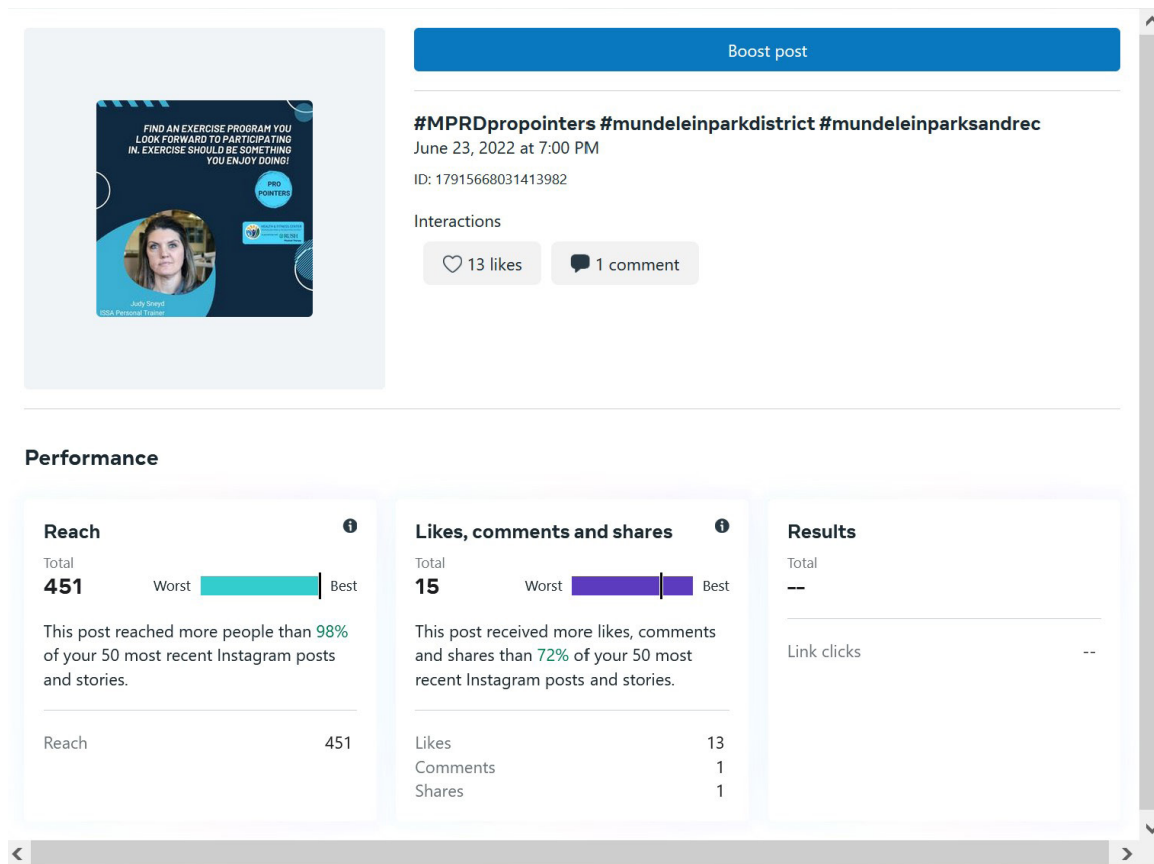 Boost post
FIND AN EXERCISE PROGRAM YOU
LOOK FORWARD TO PARTICIPATING
IN. EXERCISE SHOULD BE SOMETHING
YOU ENJOY DOING!
PRO
POINTERS
Judy Sneyd
ISSA Personal Trainer
#MPRDpropointers #mundeleinparkdistrict #mundeleinparksandrec
June 23, 2022 at 7:00 PM
ID: 17915668031413982
Interactions
13 likes
1 comment
Performance
Reach
Total
451
Worst
Best
This post reached more people than 98%
of your 50 most recent Instagram posts
and stories.
Reach 451
Likes, comments and shares
Total
15
Worst
Best
This post received more likes, comments
and shares than 72% of your 50 most
recent Instagram posts and stories.
Likes 13
Comments 1
Shares 1
Results
Total
--
Link clicks --